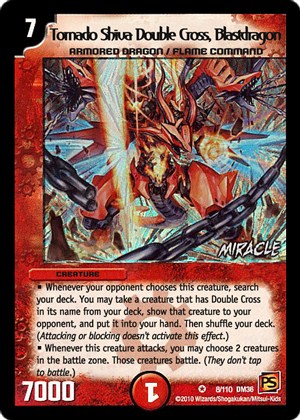 7
Tornado Shiva Double Cross, Blastdragon
ARMORED DRAGON / FLAME COMMAND
MIRACLE
CREATURE
■ Whenever your opponent chooses this creature, search
your deck. You may take a creature that has Double Cross
in its name from your deck, show that creature to your
opponent, and put it into your hand. Then shuffle your deck.
(Attacking or blocking doesn't activate this effect.)
■ Whenever this creature attacks, you may choose 2 creatures
in the battle zone. Those creatures battle. (They don't tap
to battle.)
7000
1
PS
8/110 DM36
©2010 Wizards/Shogakukan/Mitsui-Kids